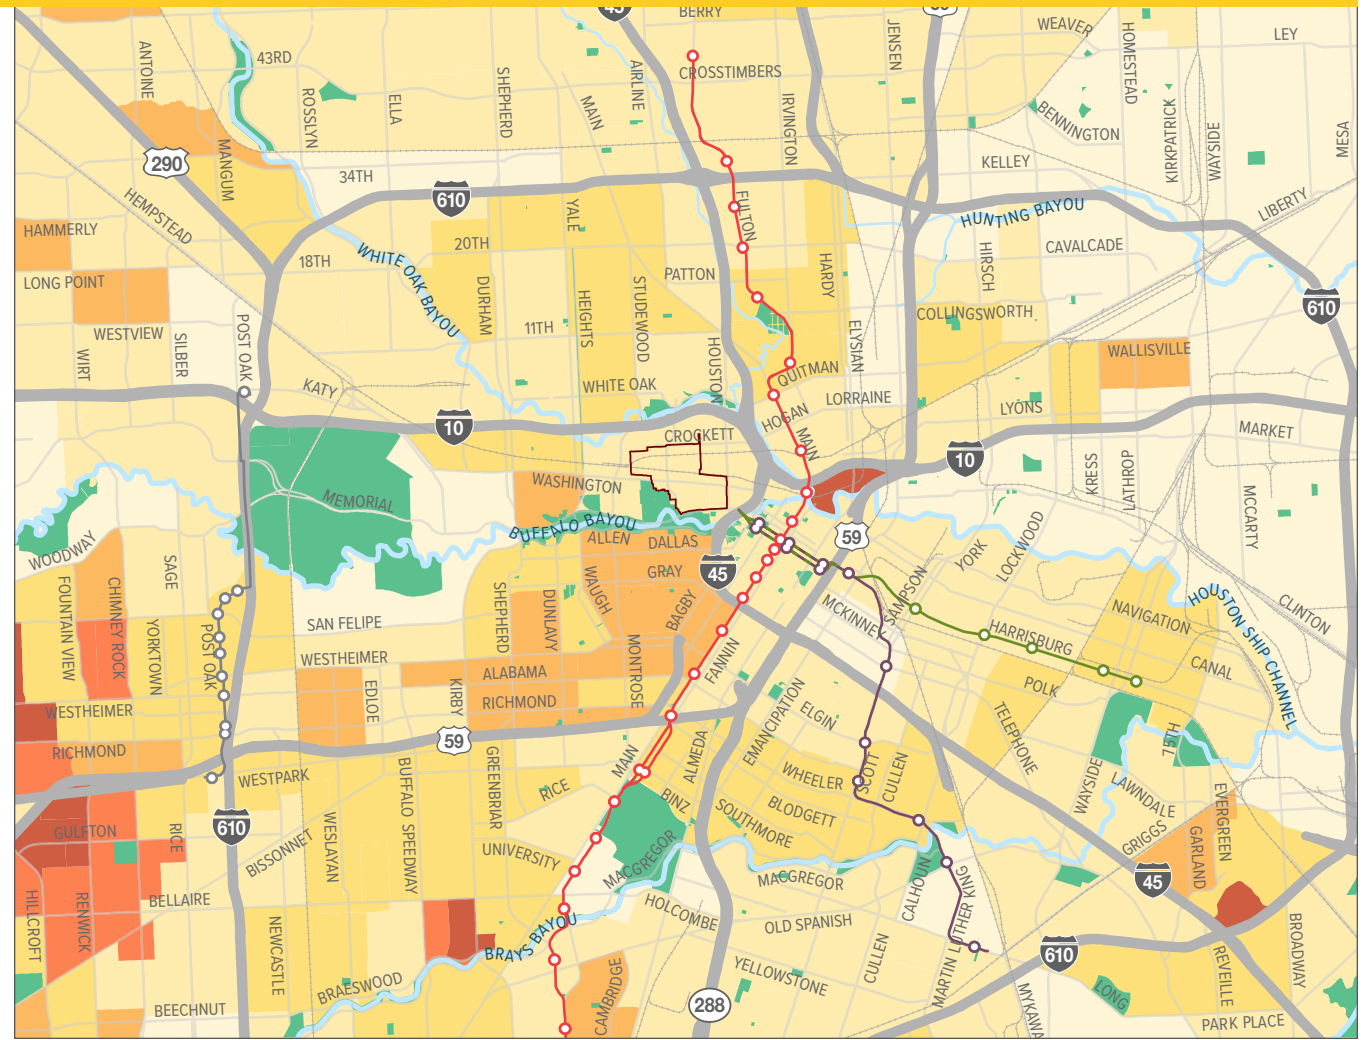 45
BERRY
59
ANTOINE
43RD
ROSSLYN
ELLA
SHEPHERD
MAIN
AIRLINE
CROSSTIMBERS
IRVINGTON
JENSEN
WEAVER
HOMESTEAD
LEY
BENNINGTON
KIRKPATRICK
WAYSIDE
MESA
KELLEY
290
MANGUM
34TH
610
HEMPSTEAD
YALE
FULTON
HUNTING BAYOU
LIBERTY
HAMMERLY
20TH
18TH
WHITE OAK BAYOU
PATTON
HARDY
HIRSCH
CAVALCADE
LONG POINT
DURHAM
HEIGHTS
STUDEWOOD
610
COLLINGSWORTH
WESTVIEW
SILBER
POST OAK
11TH
HOUSTON
ELYSIAN
WALLISVILLE
WIRT
KATY
WHITE OAK
QUITMAN
LORRAINE
LYONS
10
CROCKETT
HOGAN
MAIN
MARKET
10
KRESS
LATHROP
MCCARTY
WASHINGTON
MEMORIAL
BUFFALO BAYOU
ALLEN
DALLAS
59
WOODWAY
SAGE
YORK
LOCKWOOD
45
GRAY
FOUNTAIN VIEW
CHIMNEY ROCK
YORKTOWN
POST OAK
SAN FELIPE
SHEPHERD
DUNLAVY
WAUGH
BAGBY
MCKINNEY
SAMPSON
HARRISBURG
NAVIGATION
HOUSTON SHIP CHANNEL
CLINTON
WESTHEIMER
ALABAMA
MONTROSE
FANNIN
CANAL
EDLOE
KIRBY
RICHMOND
POLK
WESTHEIMER
RICHMOND
59
EMANCIPATION
ELGIN
TELEPHONE
75TH
WESTPARK
BUFFALO SPEEDWAY
GREENBRIAR
MAIN
ALMEDA
WHEELER
SCOTT
CULLEN
WAYSIDE
LAWNDALE
RICE
BINZ
SOUTHMORE
BLODGETT
EVERGREEN
GULFTON
RICE
610
BISSONNET
WESLAYAN
UNIVERSITY
MACGREGOR
MACGREGOR
GRIGGS
GARLAND
45
HILLCROFT
RENWICK
BELLAIRE
NEWCASTLE
BRAYS BAYOU
HOLCOMBE
OLD SPANISH
CALHOUN
MARTIN LUTHER KING
CULLEN
610
REVEILLE
BROADWAY
BRAESWOOD
CAMBRIDGE
YELLOWSTONE
288
MYKAWA
LONG
BEECHNUT
PARK PLACE